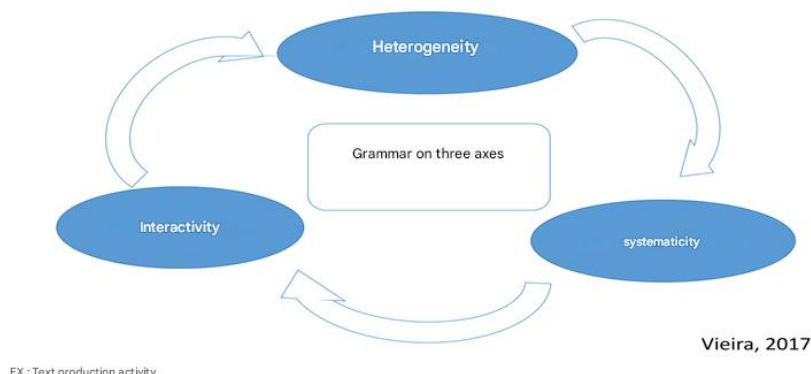 Heterogeneity
Grammar on three axes
Interactivity
systematicity
Vieira, 2017
EX.: Text production activity